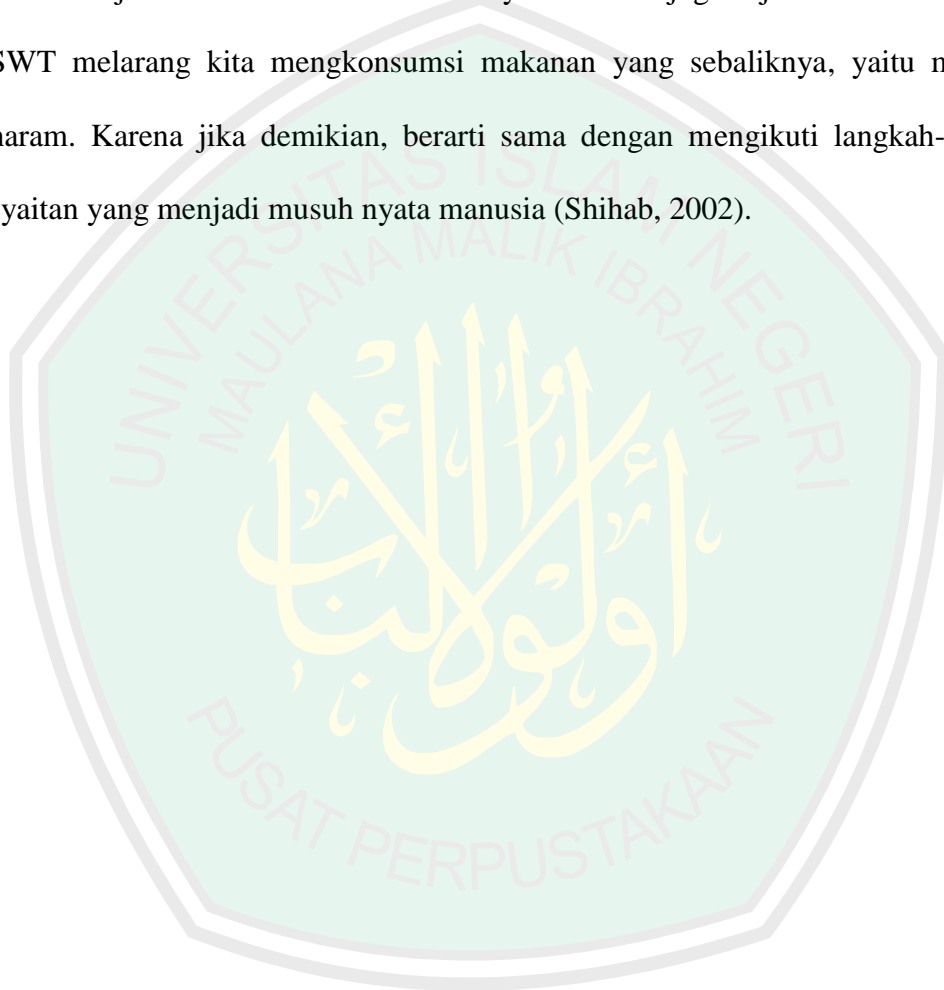 SWT melarang kita mengkonsumsi makanan yang sebaliknya, yaitu
haram. Karena jika demikian, berarti sama dengan mengikuti langkah-
yaitan yang menjadi musuh nyata manusia (Shihab, 2002).
UNIVERSITAS ISLAM NEGERI
MAULANA MALIK IBRAHIM
أولوا الألباب
PUSAT PERPUSTAKAAN